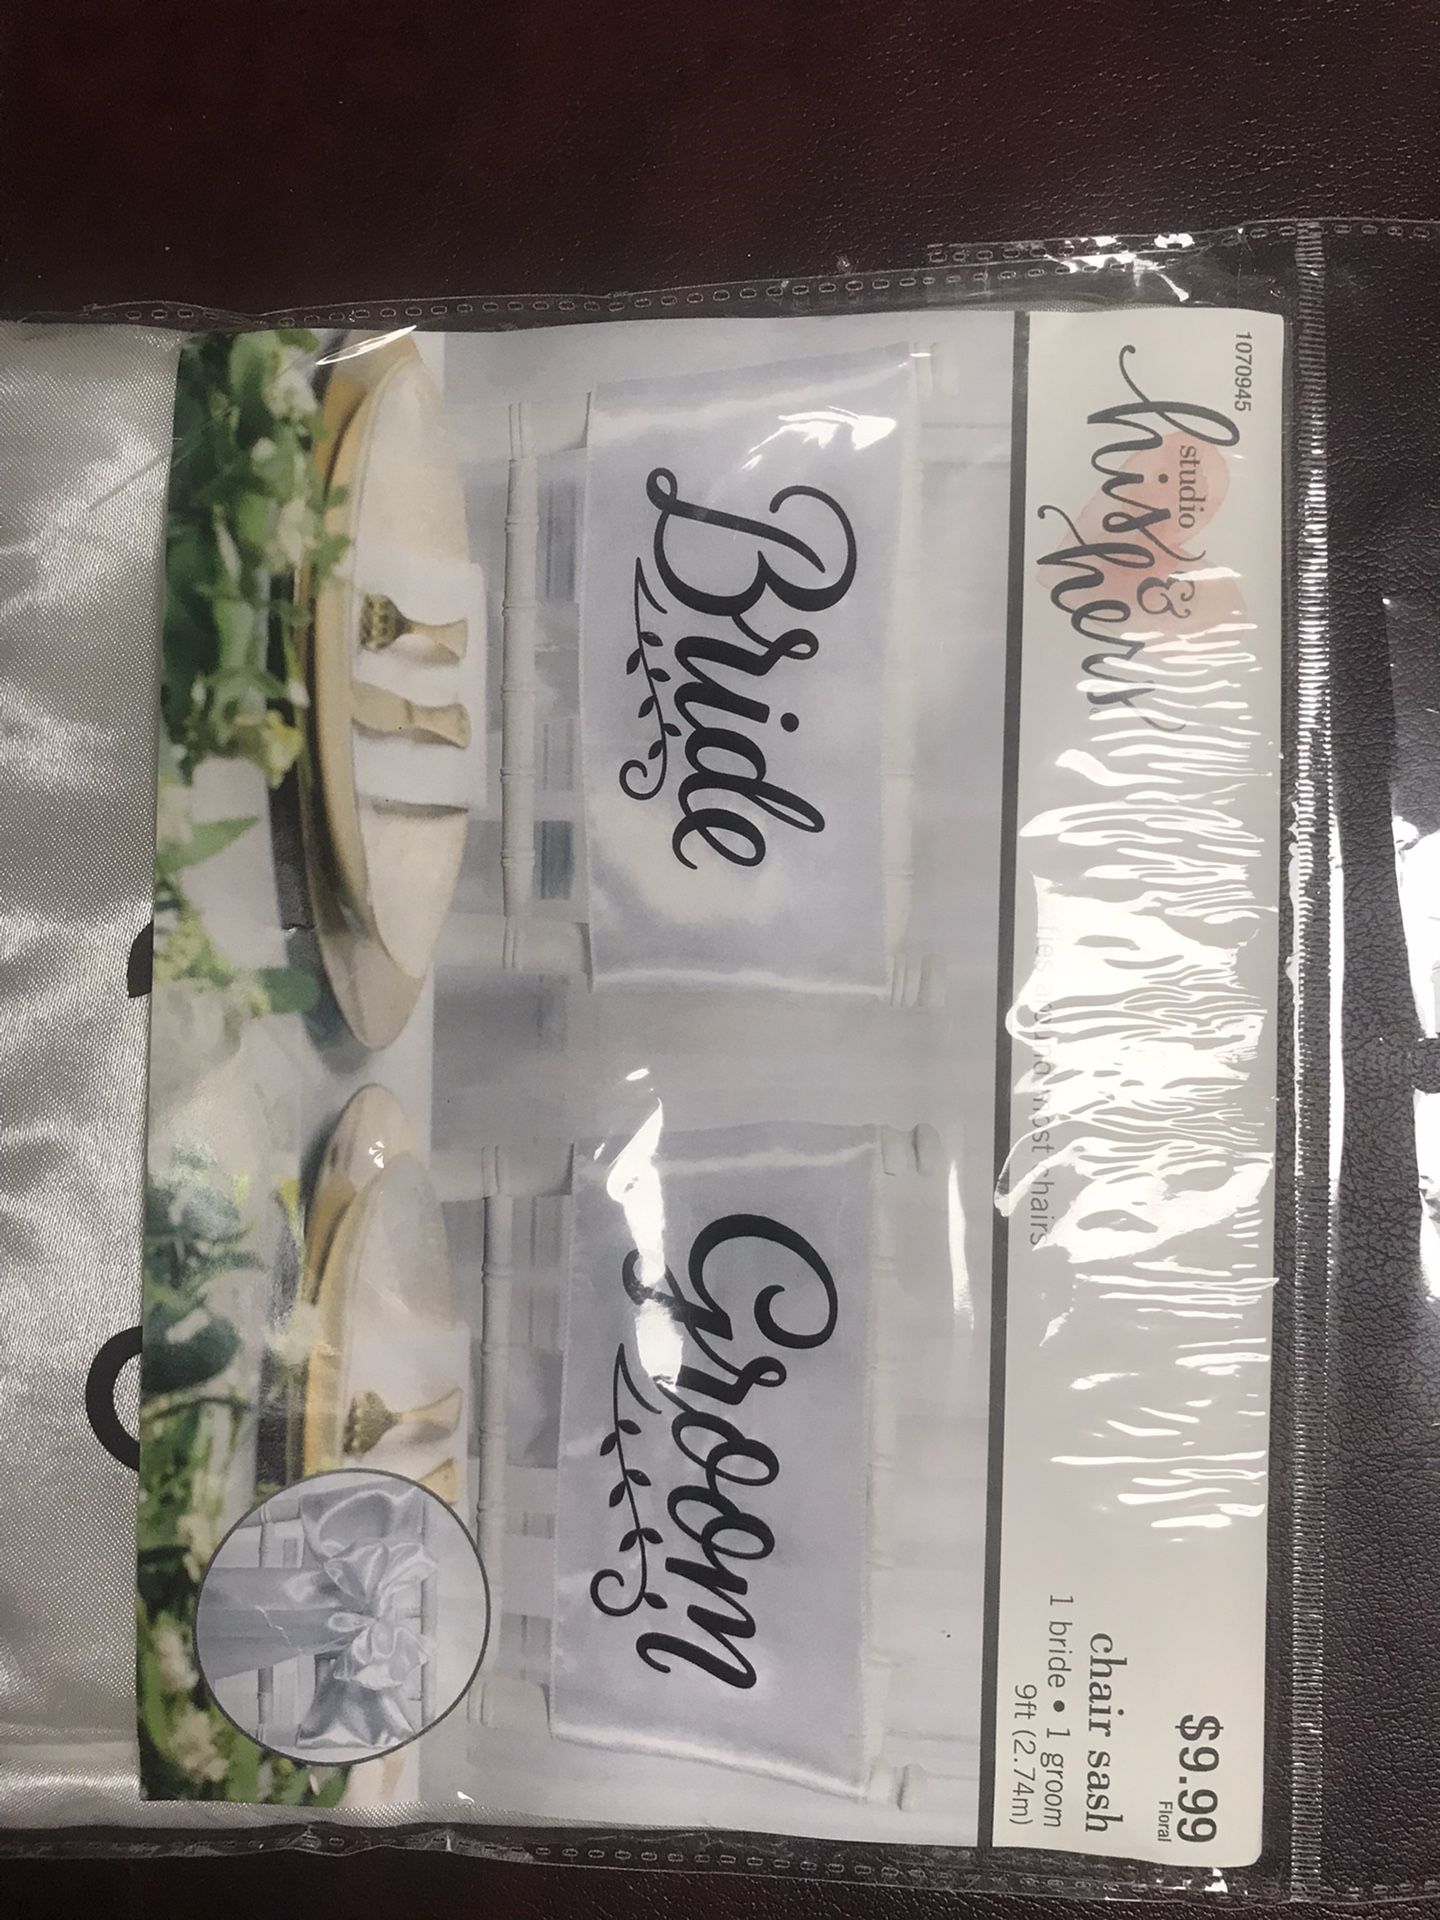 1070945
studio
his & hers
ties around most chairs
$9.99
Floral
chair sash
1 bride • 1 groom
9ft (2.74m)
Bride
Groom